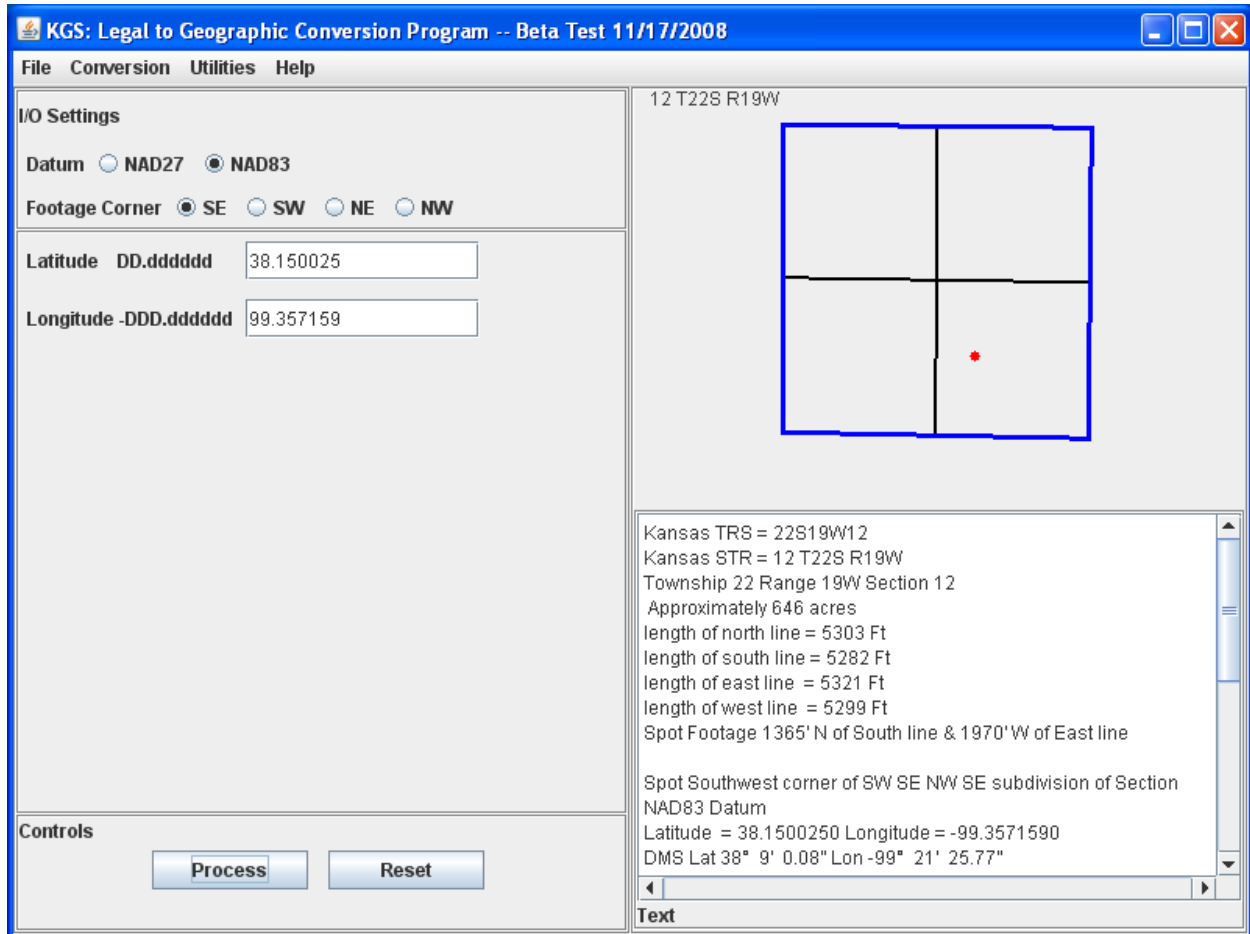 KGS: Legal to Geographic Conversion Program -- Beta Test 11/17/2008
File Conversion Utilities Help
I/O Settings
Datum NAD27 NAD83
Footage Corner SE SW NE NW
Latitude DD.dddddd 38.150025
Longitude -DDD.dddddd 99.357159
Controls
Process Reset
12 T22S R19W
Kansas TRS = 22S19W12
Kansas STR = 12 T22S R19W
Township 22 Range 19W Section 12
Approximately 646 acres
length of north line = 5303 Ft
length of south line = 5282 Ft
length of east line = 5321 Ft
length of west line = 5299 Ft
Spot Footage 1365' N of South line & 1970' W of East line
Spot Southwest corner of SW SE NW SE subdivision of Section
NAD83 Datum
Latitude = 38.1500250 Longitude = -99.3571590
DMS Lat 38° 9' 0.08" Lon -99° 21' 25.77"
Text